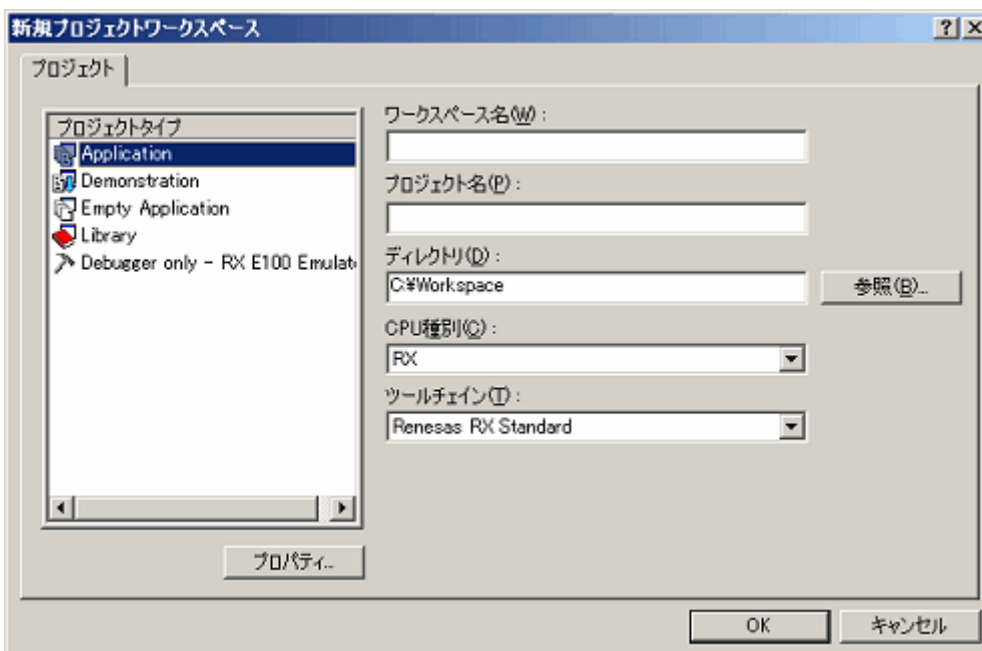 新規プロジェクトワークスペース
プロジェクト
プロジェクトタイプ
Application
Demonstration
Empty Application
Library
Debugger only - RX E100 Emulat
ワークスペース名(W):
プロジェクト名(P):
ディレクトリ(D):
C:¥Workspace
参照(B)...
CPU種別(C):
RX
ツールチェイン(T):
Renesas RX Standard
プロパティ...
OK
キャンセル